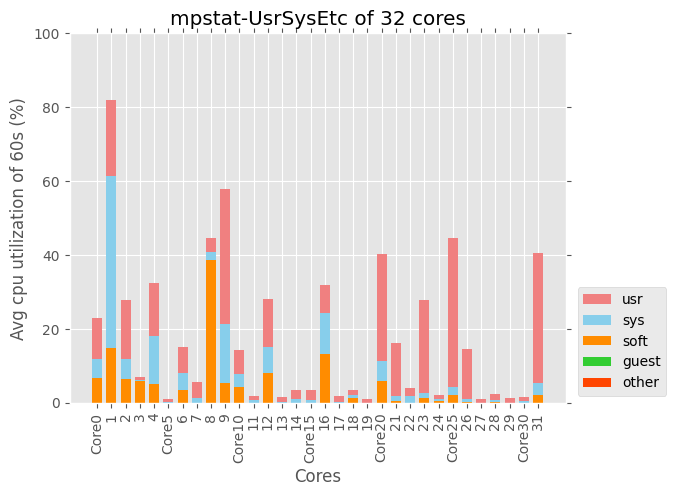 mpstat-UsrSysEtc of 32 cores
Avg cpu utilization of 60s (%)
100
80
60
40
20
0
Core0
1
2
3
4
Core5
6
7
8
9
Core10
11
12
13
14
Core15
16
17
18
19
Core20
21
22
23
24
Core25
26
27
28
29
Core30
31
Cores
usr
sys
soft
guest
other